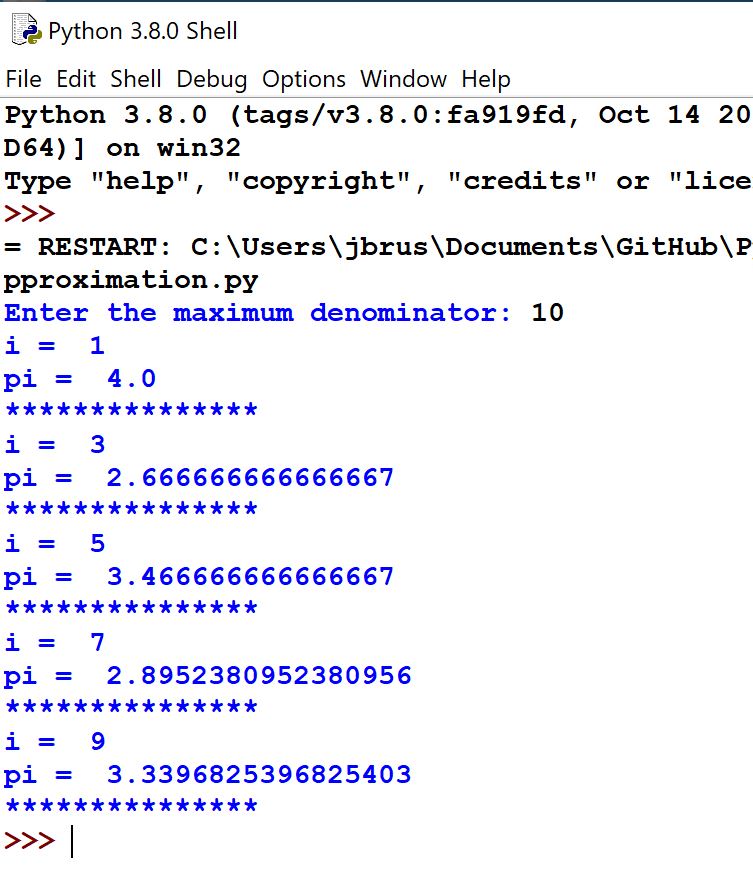 Python 3.8.0 Shell
File Edit Shell Debug Options Window Help
Python 3.8.0 (tags/v3.8.0:fa919fd, Oct 14 20
D64)] on win32
Type "help", "copyright", "credits" or "lice
>>>
= RESTART: C:\Users\jbrus\Documents\GitHub\P
pproximation.py
Enter the maximum denominator: 10
i =  1
pi =  4.0
***************
i =  3
pi =  2.666666666666667
***************
i =  5
pi =  3.466666666666667
***************
i =  7
pi =  2.8952380952380956
***************
i =  9
pi =  3.3396825396825403
***************
>>>